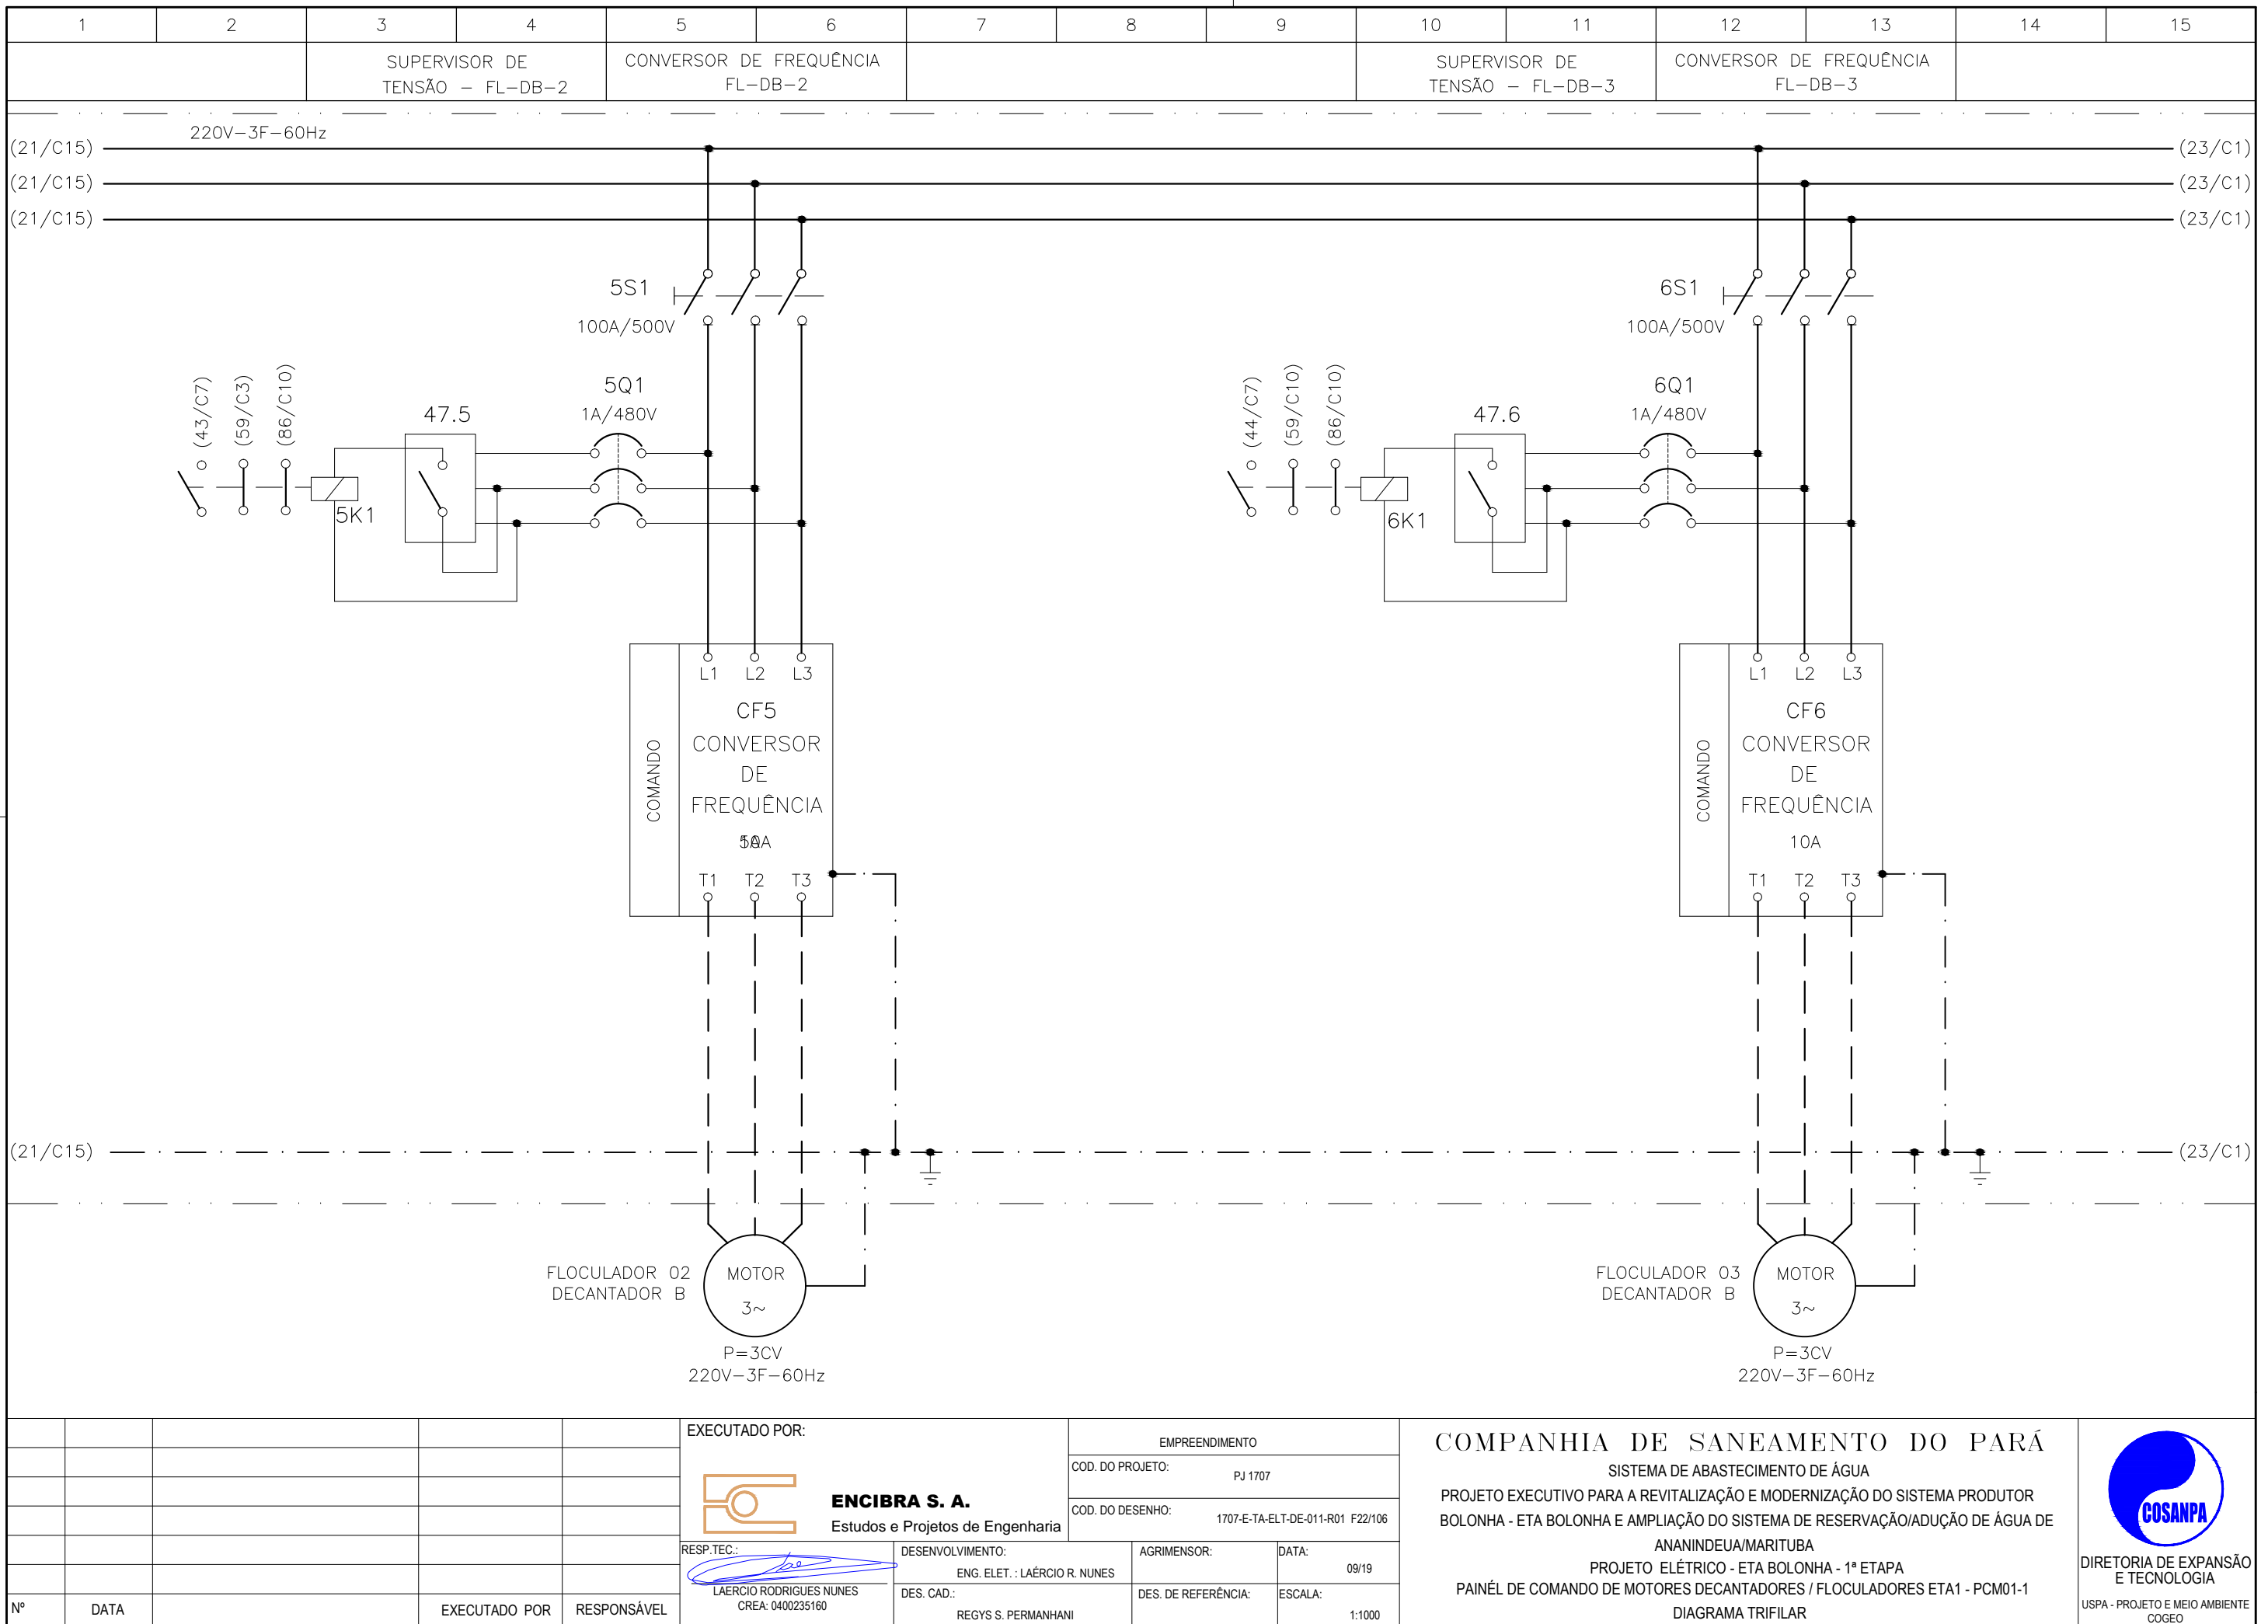 1 2 3 4 5 6 7 8 9 10 11 12 13 14 15
SUPERVISOR DE
TENSÃO - FL-DB-2
CONVERSOR DE FREQUÊNCIA
FL-DB-2
SUPERVISOR DE
TENSÃO - FL-DB-3
CONVERSOR DE FREQUÊNCIA
FL-DB-3
220V-3F-60Hz
(21/C15) (23/C1)
(21/C15) (23/C1)
(21/C15) (23/C1)
5S1
100A/500V
5Q1
1A/480V
47.5
(43/C7)
(59/C3)
(86/C10)
5K1
6S1
100A/500V
6Q1
1A/480V
47.6
(44/C7)
(59/C10)
(86/C10)
6K1
L1 L2 L3
CF5
CONVERSOR
DE
FREQUÊNCIA
COMANDO
T1 T2 T3
L1 L2 L3
CF6
CONVERSOR
DE
FREQUÊNCIA
10A
COMANDO
T1 T2 T3
(21/C15) (23/C1)
FLOCULADOR 02
DECANTADOR B
MOTOR
3~
P=3CV
220V-3F-60Hz
FLOCULADOR 03
DECANTADOR B
MOTOR
3~
P=3CV
220V-3F-60Hz
Nº DATA EXECUTADO POR RESPONSÁVEL
EXECUTADO POR:
ENCIBRA S. A.
Estudos e Projetos de Engenharia
EMPREENDIMENTO
COD. DO PROJETO: PJ 1707
COD. DO DESENHO: 1707-E-TA-ELT-DE-011-R01 F22/106
RESP.TEC.:
LAERCIO RODRIGUES NUNES
CREA: 0400235160
DESENVOLVIMENTO:
ENG. ELET. : LAÉRCIO R. NUNES
AGRIMENSOR:
DATA:
09/19
DES. CAD.:
REGYS S. PERMANHANI
DES. DE REFERÊNCIA:
ESCALA:
1:1000
COMPANHIA DE SANEAMENTO DO PARÁ
SISTEMA DE ABASTECIMENTO DE ÁGUA
PROJETO EXECUTIVO PARA A REVITALIZAÇÃO E MODERNIZAÇÃO DO SISTEMA PRODUTOR
BOLONHA - ETA BOLONHA E AMPLIAÇÃO DO SISTEMA DE RESERVAÇÃO/ADUÇÃO DE ÁGUA DE
ANANINDEUA/MARITUBA
PROJETO ELÉTRICO - ETA BOLONHA - 1ª ETAPA
PAINÉL DE COMANDO DE MOTORES DECANTADORES / FLOCULADORES ETA1 - PCM01-1
DIAGRAMA TRIFILAR
COSANPA
DIRETORIA DE EXPANSÃO
E TECNOLOGIA
USPA - PROJETO E MEIO AMBIENTE
COGEO